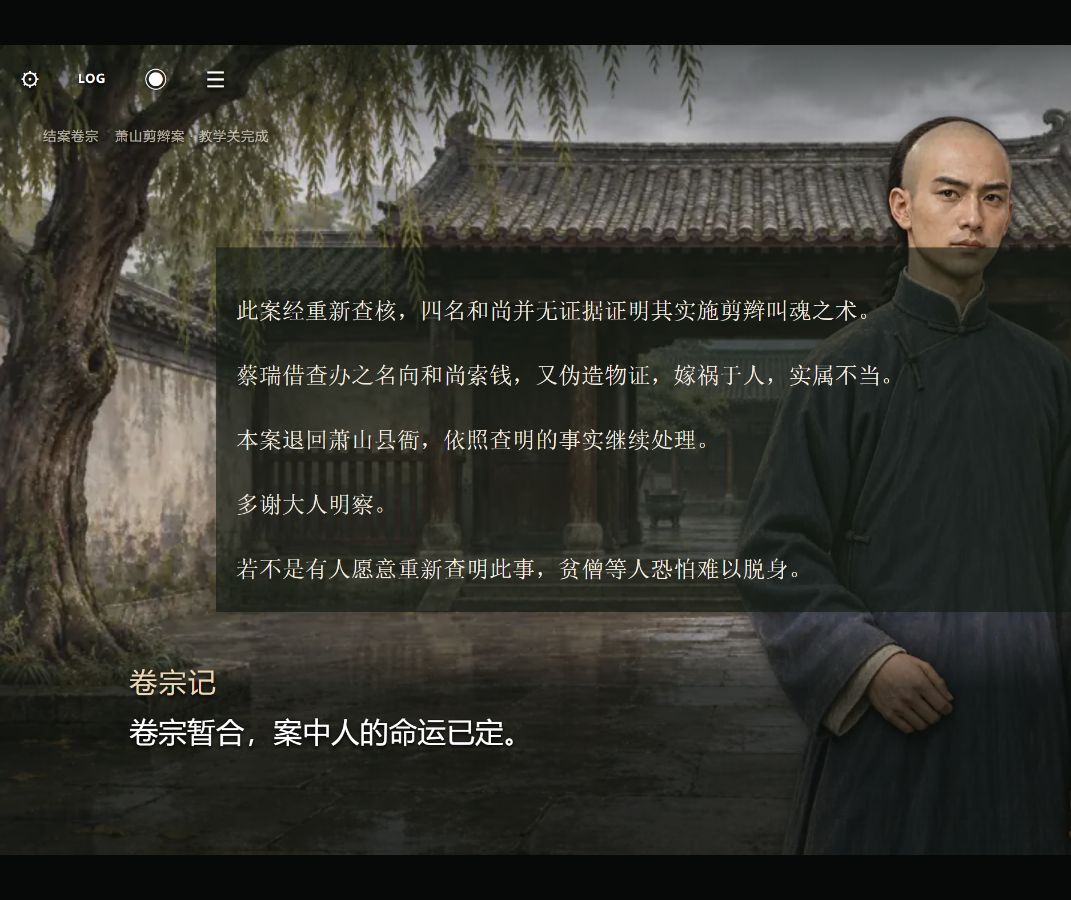 LOG
结案卷宗 萧山剪辫案·教学关完成
此案经重新查核，四名和尚并无证据证明其实施剪辫叫魂之术。
蔡瑞借查办之名向和尚索钱，又伪造物证，嫁祸于人，实属不当。
本案退回萧山县衙，依照查明的事实继续处理。
多谢大人明察。
若不是有人愿意重新查明此事，贫僧等人恐怕难以脱身。
卷宗记
卷宗暂合，案中人的命运已定。